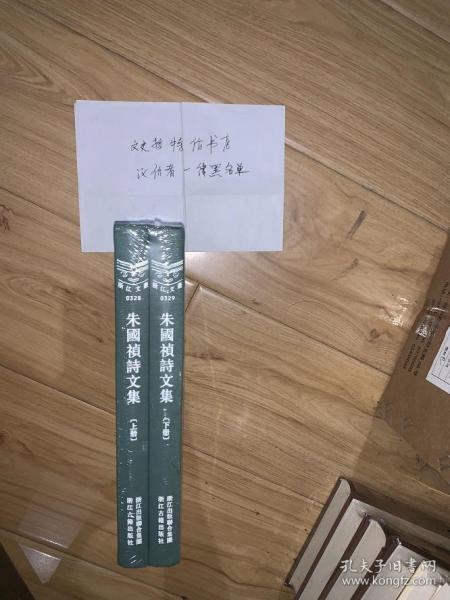 文史哲特价书店
议价者一律黑名单
浙江文叢
0328
朱國禎詩文集
〔上册〕
浙江出版聯合集團
浙江古籍出版社
浙江文叢
0329
朱國禎詩文集
〔下册〕
浙江出版聯合集團
浙江古籍出版社
孔夫子旧书网
www.kongfz.com